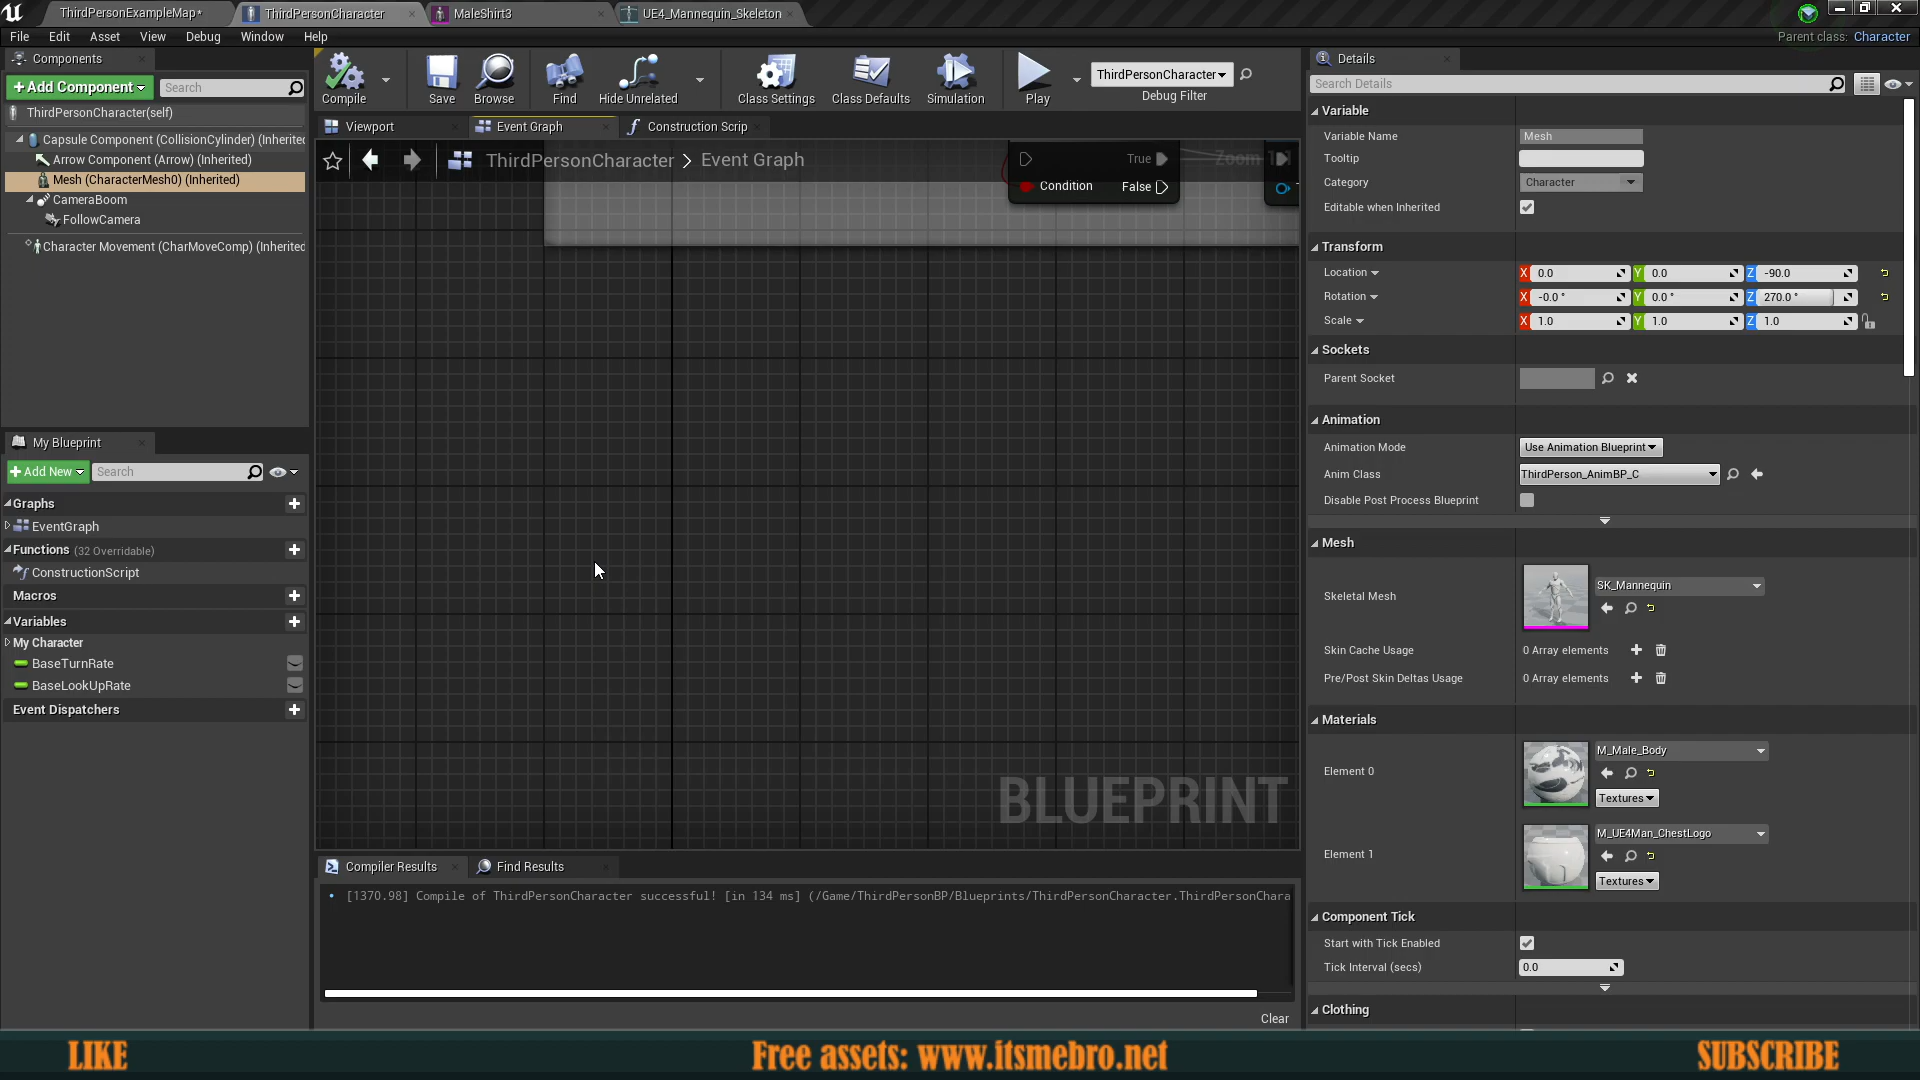 ThirdPersonExampleMap*
ThirdPersonCharacter
MaleShirt3
UE4_Mannequin_Skeleton
File Edit Asset View Debug Window Help
Parent class: Character
Components
+ Add Component
Search
ThirdPersonCharacter(self)
Capsule Component (CollisionCylinder) (Inherited
Arrow Component (Arrow) (Inherited)
Mesh (CharacterMesh0) (Inherited)
CameraBoom
FollowCamera
Character Movement (CharMoveComp) (Inherited
My Blueprint
+ Add New
Search
Graphs
EventGraph
Functions (32 Overridable)
ConstructionScript
Macros
Variables
My Character
BaseTurnRate
BaseLookUpRate
Event Dispatchers
Compile
Save
Browse
Find
Hide Unrelated
Class Settings
Class Defaults
Simulation
Play
ThirdPersonCharacter
Debug Filter
Viewport
Event Graph
Construction Scrip
ThirdPersonCharacter > Event Graph
True
Condition
False
BLUEPRINT
Compiler Results
Find Results
[1370.98] Compile of ThirdPersonCharacter successful! [in 134 ms] (/Game/ThirdPersonBP/Blueprints/ThirdPersonCharacter.ThirdPersonChara
Clear
Details
Search Details
Variable
Variable Name Mesh
Tooltip
Category Character
Editable when Inherited
Transform
Location X 0.0 Y 0.0 Z -90.0
Rotation X -0.0 ° Y 0.0 ° Z 270.0 °
Scale X 1.0 Y 1.0 Z 1.0
Sockets
Parent Socket
Animation
Animation Mode Use Animation Blueprint
Anim Class ThirdPerson_AnimBP_C
Disable Post Process Blueprint
Mesh
Skeletal Mesh SK_Mannequin
Skin Cache Usage 0 Array elements
Pre/Post Skin Deltas Usage 0 Array elements
Materials
Element 0 M_Male_Body
Textures
Element 1 M_UE4Man_ChestLogo
Textures
Component Tick
Start with Tick Enabled
Tick Interval (secs) 0.0
Clothing
LIKE
Free assets: www.itsmebro.net
SUBSCRIBE